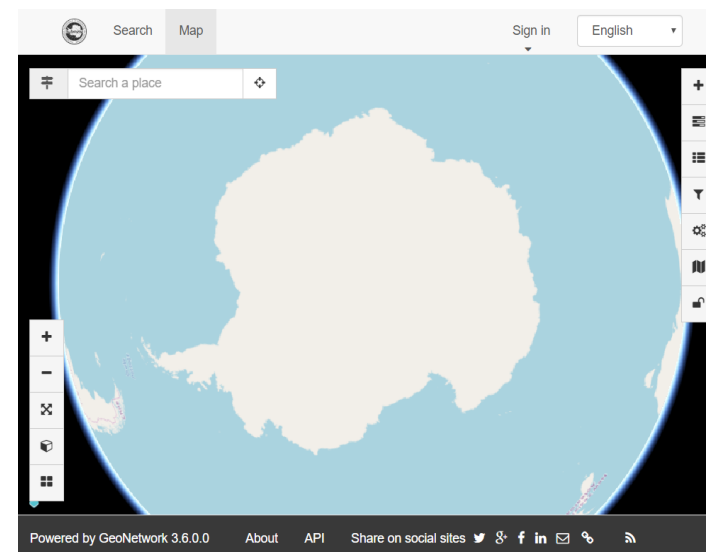 Search Map Sign in English
Search a place
Powered by GeoNetwork 3.6.0.0 About API Share on social sites